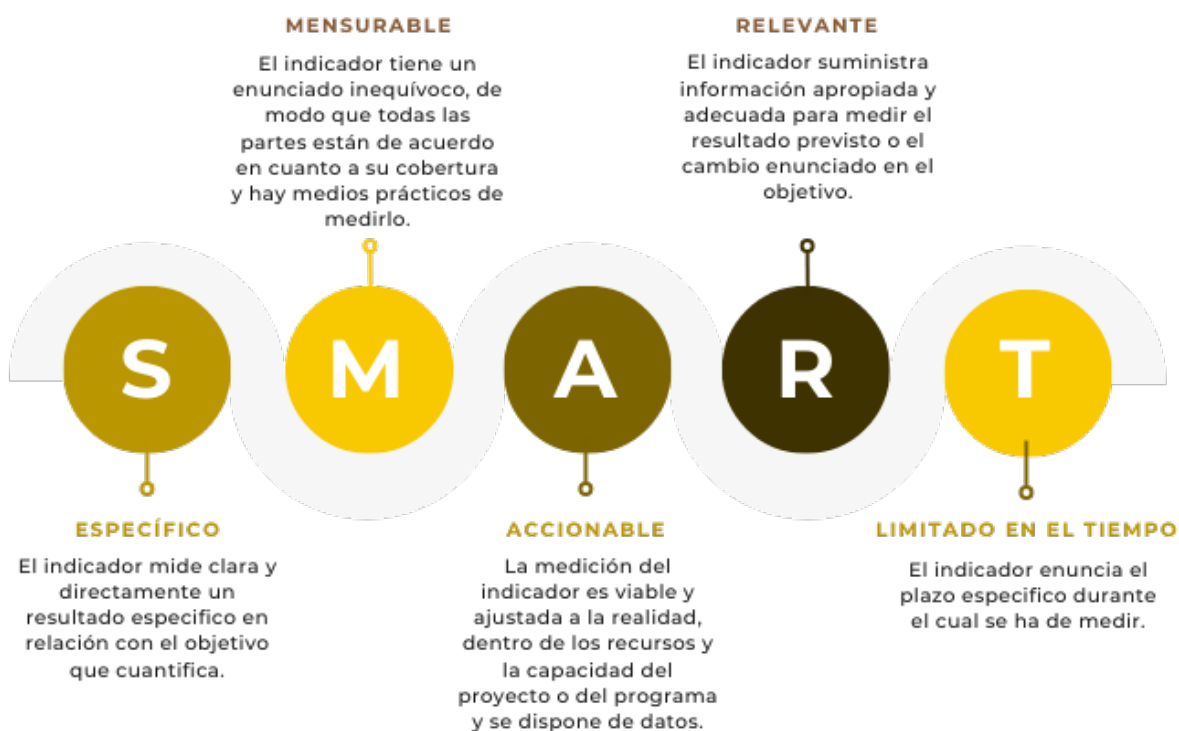 MENSURABLE
El indicador tiene un
enunciado inequívoco, de
modo que todas las
partes están de acuerdo
en cuanto a su cobertura
y hay medios prácticos de
medirlo.
RELEVANTE
El indicador suministra
información apropiada y
adecuada para medir el
resultado previsto o el
cambio enunciado en el
objetivo.
S
M
A
R
T
ESPECÍFICO
El indicador mide clara y
directamente un
resultado especifico en
relación con el objetivo
que cuantifica.
ACCIONABLE
La medición del
indicador es viable y
ajustada a la realidad,
dentro de los recursos y
la capacidad del
proyecto o del programa
y se dispone de datos.
LIMITADO EN EL TIEMPO
El indicador enuncia el
plazo especifico durante
el cual se ha de medir.